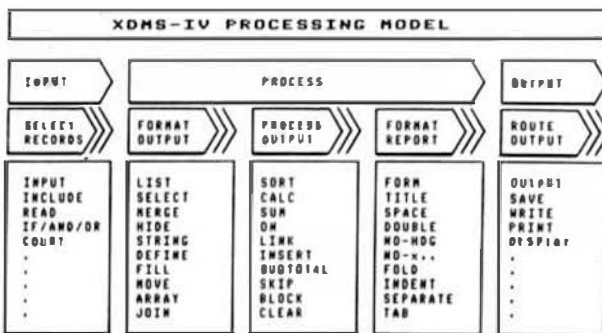 XDMS-IV PROCESSING MODEL
INPUT
PROCESS
OUTPUT
SELECT
RECORDS
FORMAT
OUTPUT
PROCESS
OUTPUT
FORMAT
REPORT
ROUTE
OUTPUT
INPUT
INCLUDE
READ
IF/AND/OR
COUNT
.
.
.
.
.
LIST
SELECT
MERGE
HIDE
STRING
DEFINE
FILL
MOVE
ARRAY
JOIN
SORT
CALC
SUM
ON
LINK
INSERT
SUBTOTAL
SKIP
BLOCK
CLEAR
FORM
TITLE
SPACE
DOUBLE
NO-HDG
NO-x..
FOLD
INDENT
SEPARATE
TAB
OUTPUT
SAVE
WRITE
PRINT
DISPLAY
.
.
.
.
.